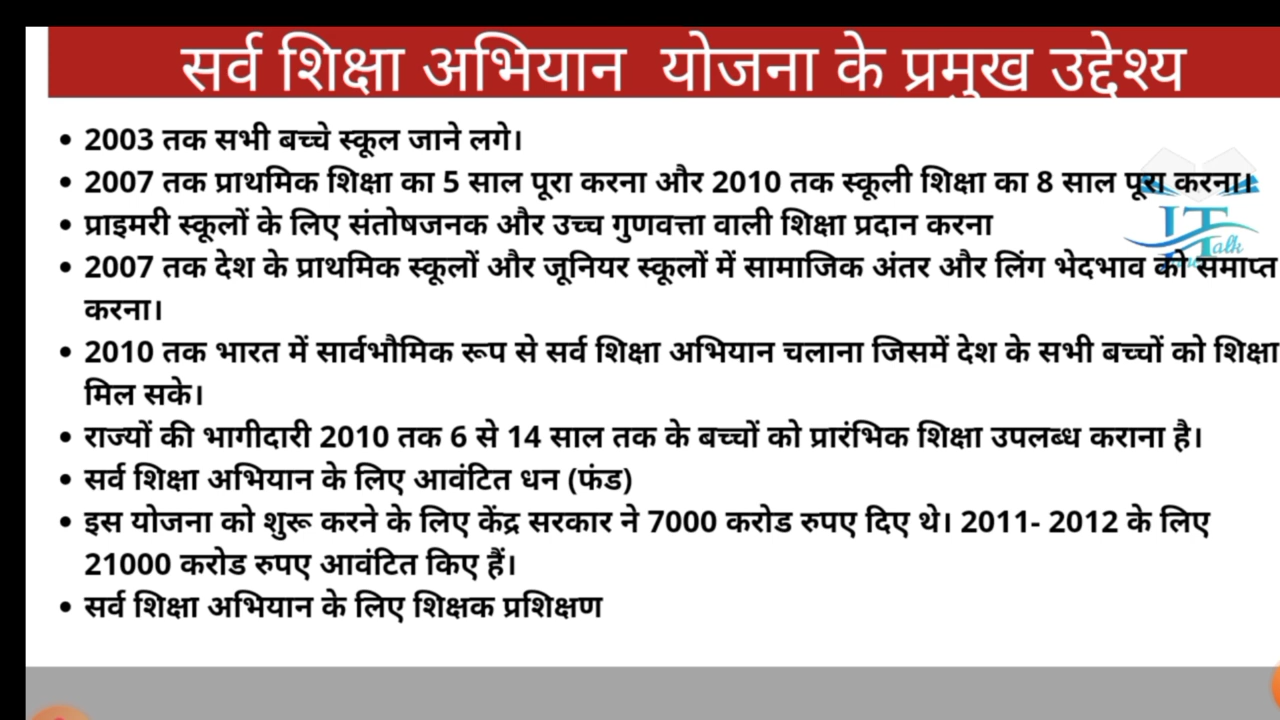 सर्व शिक्षा अभियान योजना के प्रमुख उद्देश्य
• 2003 तक सभी बच्चे स्कूल जाने लगे।
• 2007 तक प्राथमिक शिक्षा का 5 साल पूरा करना और 2010 तक स्कूली शिक्षा का 8 साल पूरा करना।
• प्राइमरी स्कूलों के लिए संतोषजनक और उच्च गुणवत्ता वाली शिक्षा प्रदान करना
• 2007 तक देश के प्राथमिक स्कूलों और जूनियर स्कूलों में सामाजिक अंतर और लिंग भेदभाव को समाप्त
करना।
• 2010 तक भारत में सार्वभौमिक रूप से सर्व शिक्षा अभियान चलाना जिसमें देश के सभी बच्चों को शिक्षा
मिल सके।
• राज्यों की भागीदारी 2010 तक 6 से 14 साल तक के बच्चों को प्रारंभिक शिक्षा उपलब्ध कराना है।
• सर्व शिक्षा अभियान के लिए आवंटित धन (फंड)
• इस योजना को शुरू करने के लिए केंद्र सरकार ने 7000 करोड रुपए दिए थे। 2011- 2012 के लिए
21000 करोड रुपए आवंटित किए हैं।
• सर्व शिक्षा अभियान के लिए शिक्षक प्रशिक्षण